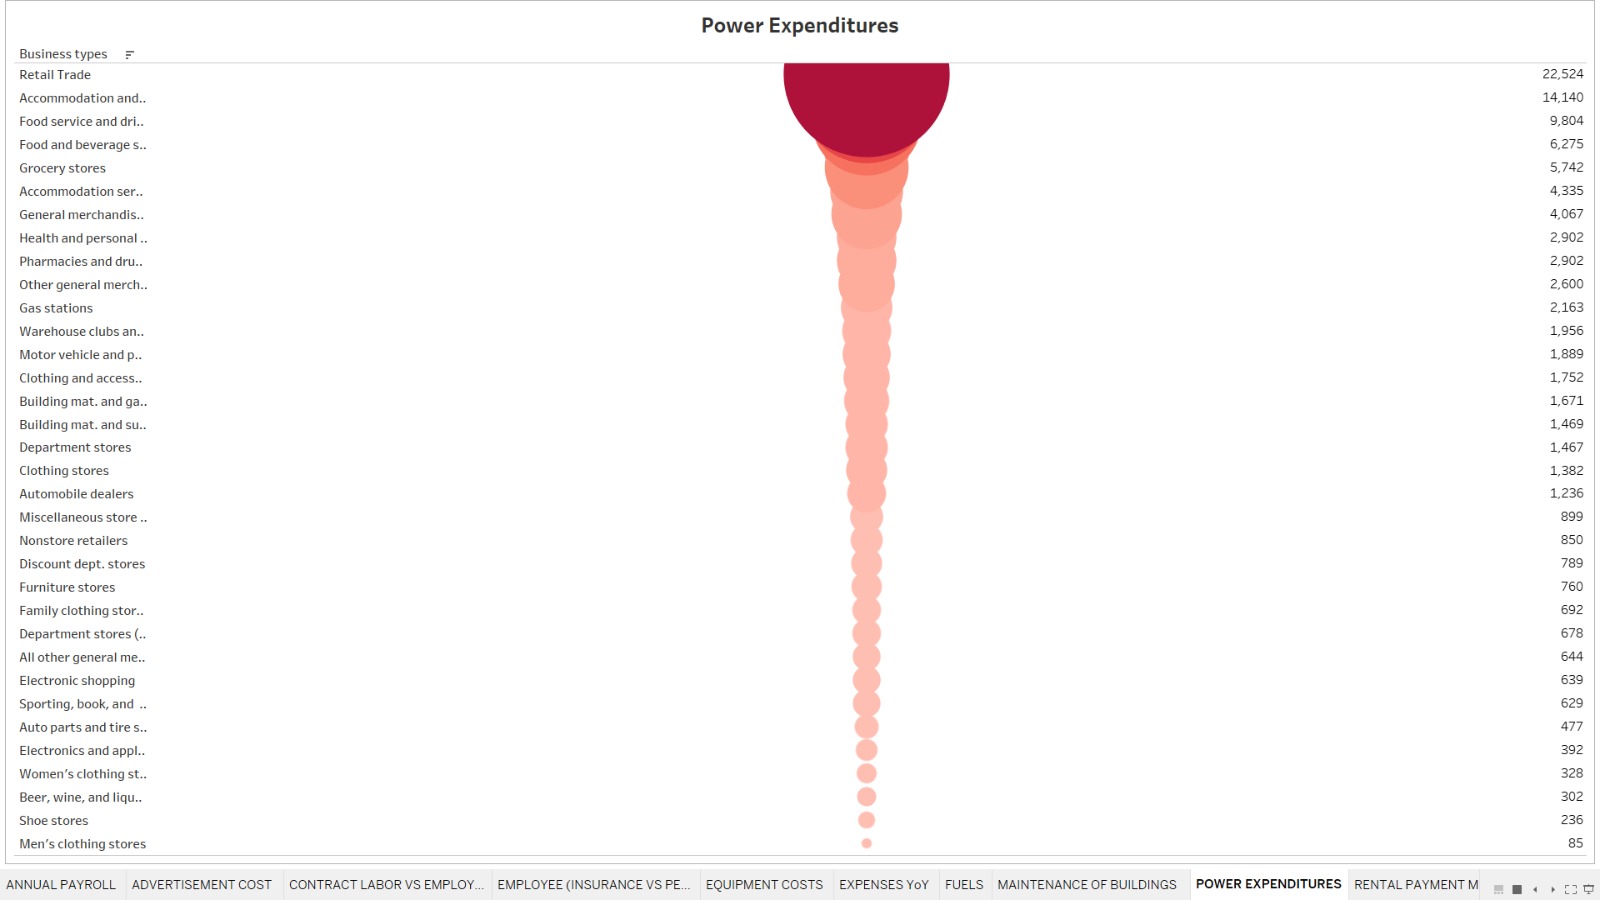 Power Expenditures
Business types
Retail Trade 22,524
Accommodation and.. 14,140
Food service and dri.. 9,804
Food and beverage s.. 6,275
Grocery stores 5,742
Accommodation ser.. 4,335
General merchandis.. 4,067
Health and personal .. 2,902
Pharmacies and dru.. 2,902
Other general merch.. 2,600
Gas stations 2,163
Warehouse clubs an.. 1,956
Motor vehicle and p.. 1,889
Clothing and access.. 1,752
Building mat. and ga.. 1,671
Building mat. and su.. 1,469
Department stores 1,467
Clothing stores 1,382
Automobile dealers 1,236
Miscellaneous store .. 899
Nonstore retailers 850
Discount dept. stores 789
Furniture stores 760
Family clothing stor.. 692
Department stores (.. 678
All other general me.. 644
Electronic shopping 639
Sporting, book, and .. 629
Auto parts and tire s.. 477
Electronics and appl.. 392
Women's clothing st.. 328
Beer, wine, and liqu.. 302
Shoe stores 236
Men's clothing stores 85
ANNUAL PAYROLL ADVERTISEMENT COST CONTRACT LABOR VS EMPLOY... EMPLOYEE (INSURANCE VS PE... EQUIPMENT COSTS EXPENSES YoY FUELS MAINTENANCE OF BUILDINGS POWER EXPENDITURES RENTAL PAYMENT M